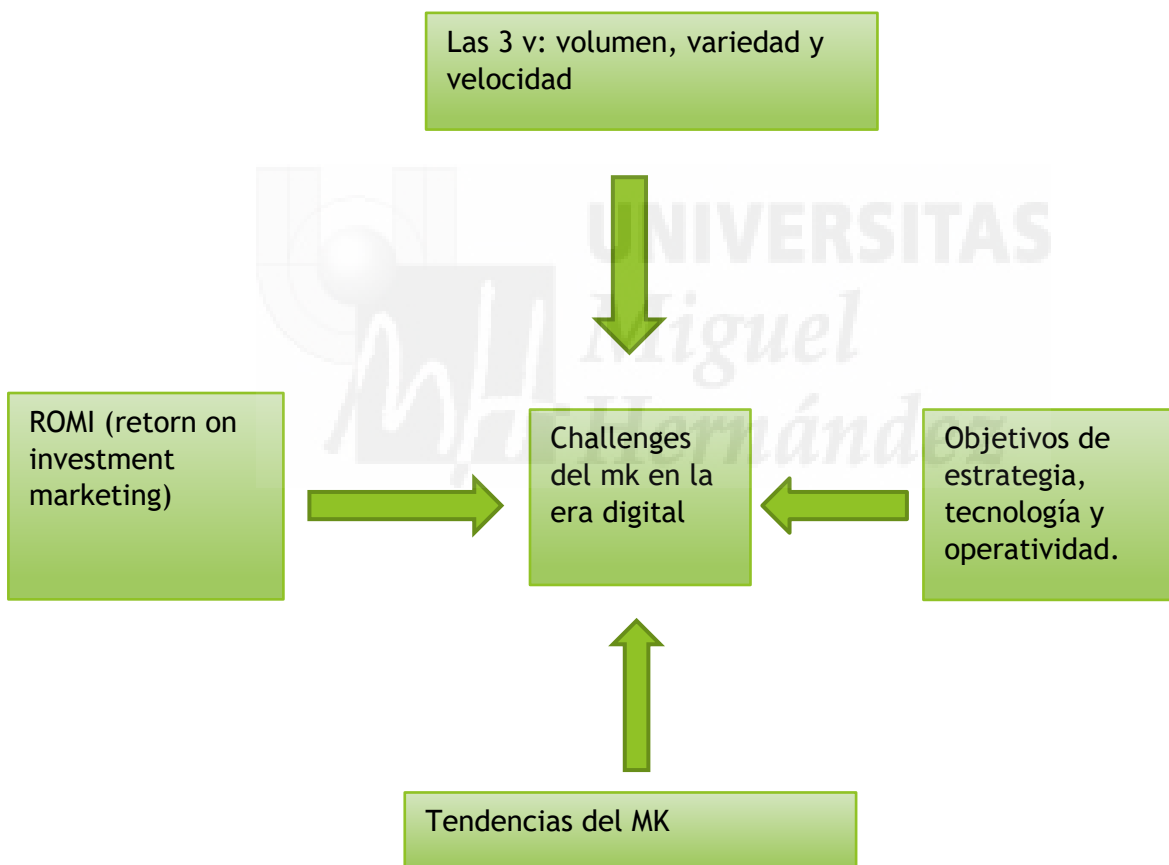 Las 3 v: volumen, variedad y
velocidad
UNIVERSITAS
Miguel
Hernández
ROMI (retorn on
investment
marketing)
Challenges
del mk en la
era digital
Objetivos de
estrategia,
tecnología y
operatividad.
Tendencias del MK